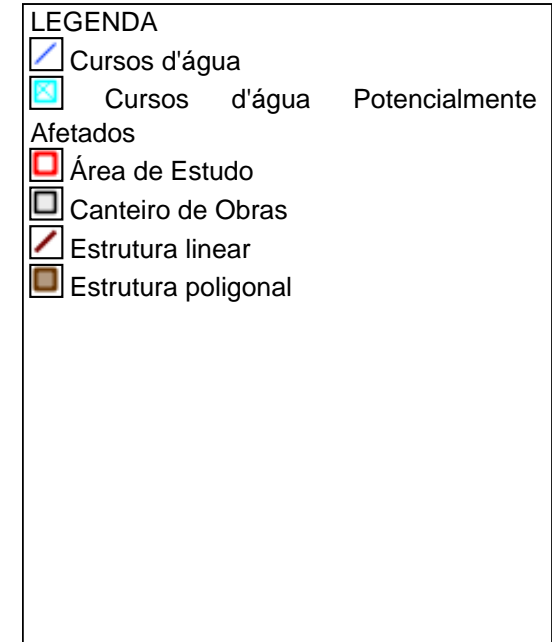 LEGENDA
Cursos d'água
Cursos d'água Potencialmente
Afetados
Área de Estudo
Canteiro de Obras
Estrutura linear
Estrutura poligonal